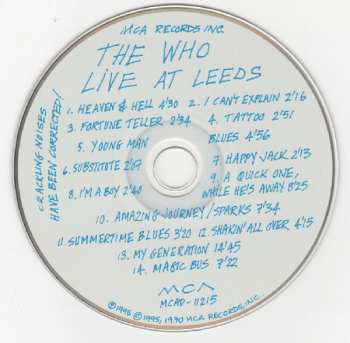 MCA RECORDS INC.
THE WHO
LIVE AT LEEDS
CRACKLING NOISES
HAVE BEEN CORRECTED!
1. HEAVEN & HELL 4'30 2. I CAN'T EXPLAIN 2'16
3. FORTUNE TELLER 2'34 4. TATTOO 2'51
5. YOUNG MAN BLUES 4'56
6. SUBSTITUTE 2'07 7. HAPPY JACK 2'13
8. I'M A BOY 2'40 9. A QUICK ONE,
WHILE HE'S AWAY 8'25
10. AMAZING JOURNEY/SPARKS 7'34
11. SUMMERTIME BLUES 3'20 12. SHAKIN' ALL OVER 4'15
13. MY GENERATION 14'45
14. MAGIC BUS 7'22
MCA
MCAD-11215
℗1995 ©1995, 1970 MCA RECORDS, INC.